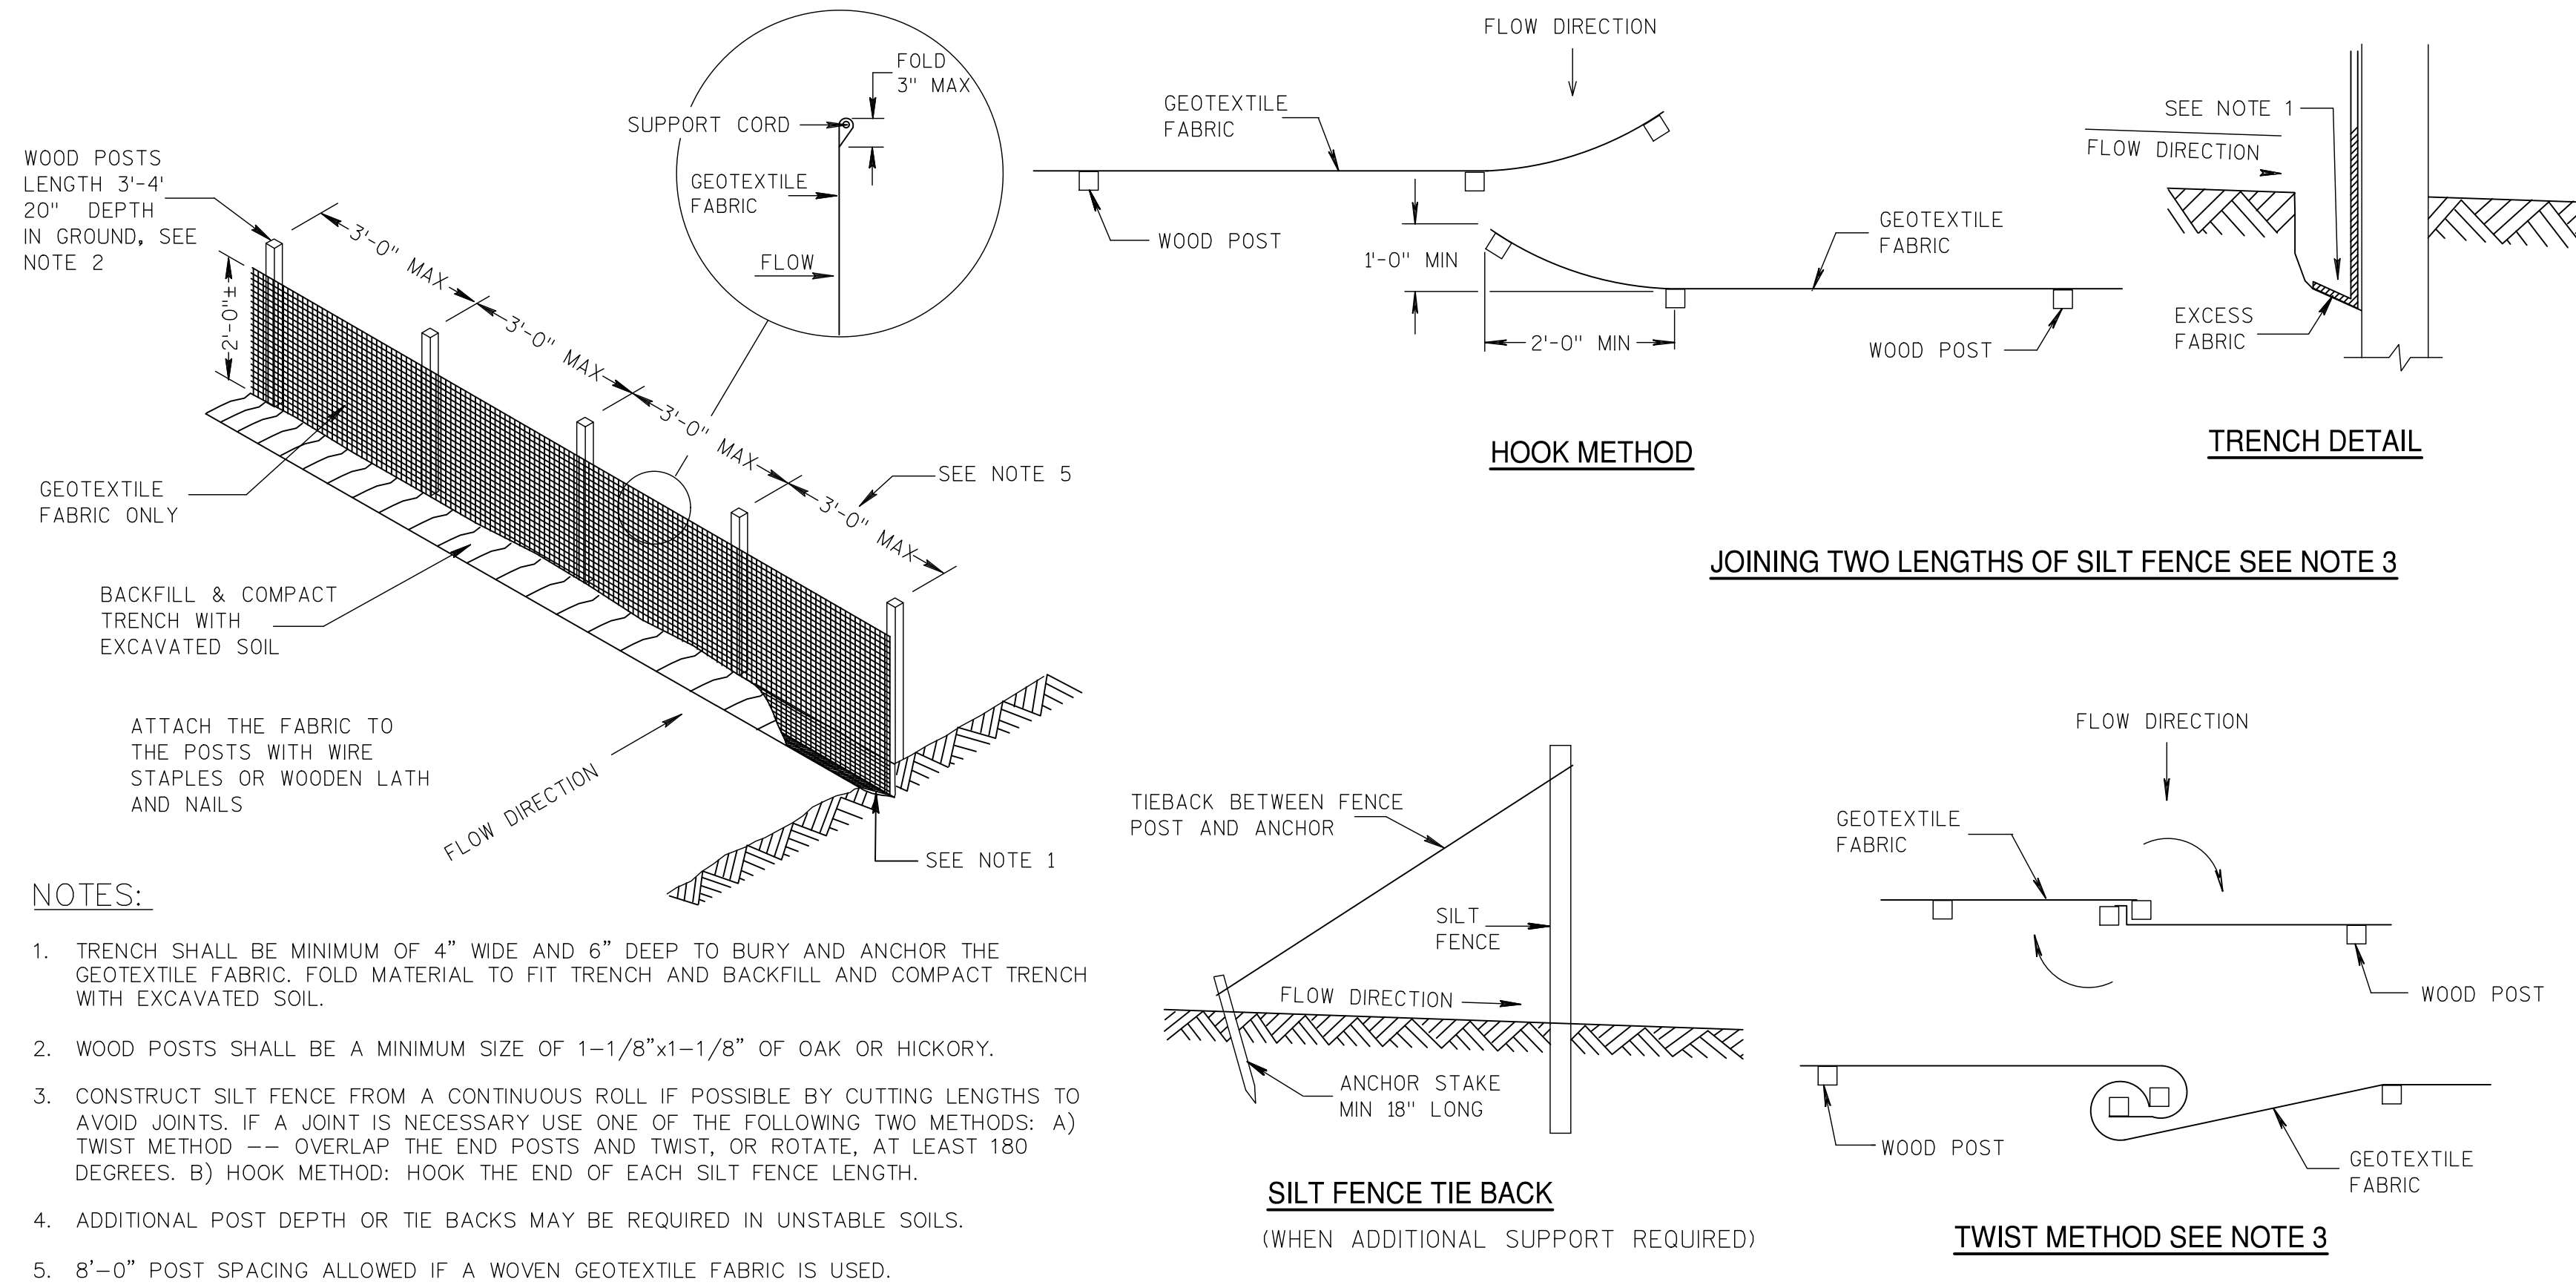 WOOD POSTS
LENGTH 3'-4'
20" DEPTH
IN GROUND, SEE
NOTE 2
2'-0"±
3'-0" MAX
3'-0" MAX
3'-0" MAX
3'-0" MAX
SEE NOTE 5
FOLD
3" MAX
SUPPORT CORD
GEOTEXTILE
FABRIC
FLOW
GEOTEXTILE
FABRIC ONLY
BACKFILL & COMPACT
TRENCH WITH
EXCAVATED SOIL
ATTACH THE FABRIC TO
THE POSTS WITH WIRE
STAPLES OR WOODEN LATH
AND NAILS
FLOW DIRECTION
SEE NOTE 1
FLOW DIRECTION
GEOTEXTILE
FABRIC
WOOD POST
1'-0" MIN
2'-0" MIN
GEOTEXTILE
FABRIC
WOOD POST
HOOK METHOD
SEE NOTE 1
FLOW DIRECTION
EXCESS
FABRIC
TRENCH DETAIL
JOINING TWO LENGTHS OF SILT FENCE SEE NOTE 3
NOTES:
1. TRENCH SHALL BE MINIMUM OF 4” WIDE AND 6” DEEP TO BURY AND ANCHOR THE
GEOTEXTILE FABRIC. FOLD MATERIAL TO FIT TRENCH AND BACKFILL AND COMPACT TRENCH
WITH EXCAVATED SOIL.
2. WOOD POSTS SHALL BE A MINIMUM SIZE OF 1-1/8”x1-1/8” OF OAK OR HICKORY.
3. CONSTRUCT SILT FENCE FROM A CONTINUOUS ROLL IF POSSIBLE BY CUTTING LENGTHS TO
AVOID JOINTS. IF A JOINT IS NECESSARY USE ONE OF THE FOLLOWING TWO METHODS: A)
TWIST METHOD -- OVERLAP THE END POSTS AND TWIST, OR ROTATE, AT LEAST 180
DEGREES. B) HOOK METHOD: HOOK THE END OF EACH SILT FENCE LENGTH.
4. ADDITIONAL POST DEPTH OR TIE BACKS MAY BE REQUIRED IN UNSTABLE SOILS.
5. 8’-0” POST SPACING ALLOWED IF A WOVEN GEOTEXTILE FABRIC IS USED.
TIEBACK BETWEEN FENCE
POST AND ANCHOR
SILT
FENCE
FLOW DIRECTION
ANCHOR STAKE
MIN 18" LONG
SILT FENCE TIE BACK
(WHEN ADDITIONAL SUPPORT REQUIRED)
FLOW DIRECTION
GEOTEXTILE
FABRIC
WOOD POST
WOOD POST
GEOTEXTILE
FABRIC
TWIST METHOD SEE NOTE 3